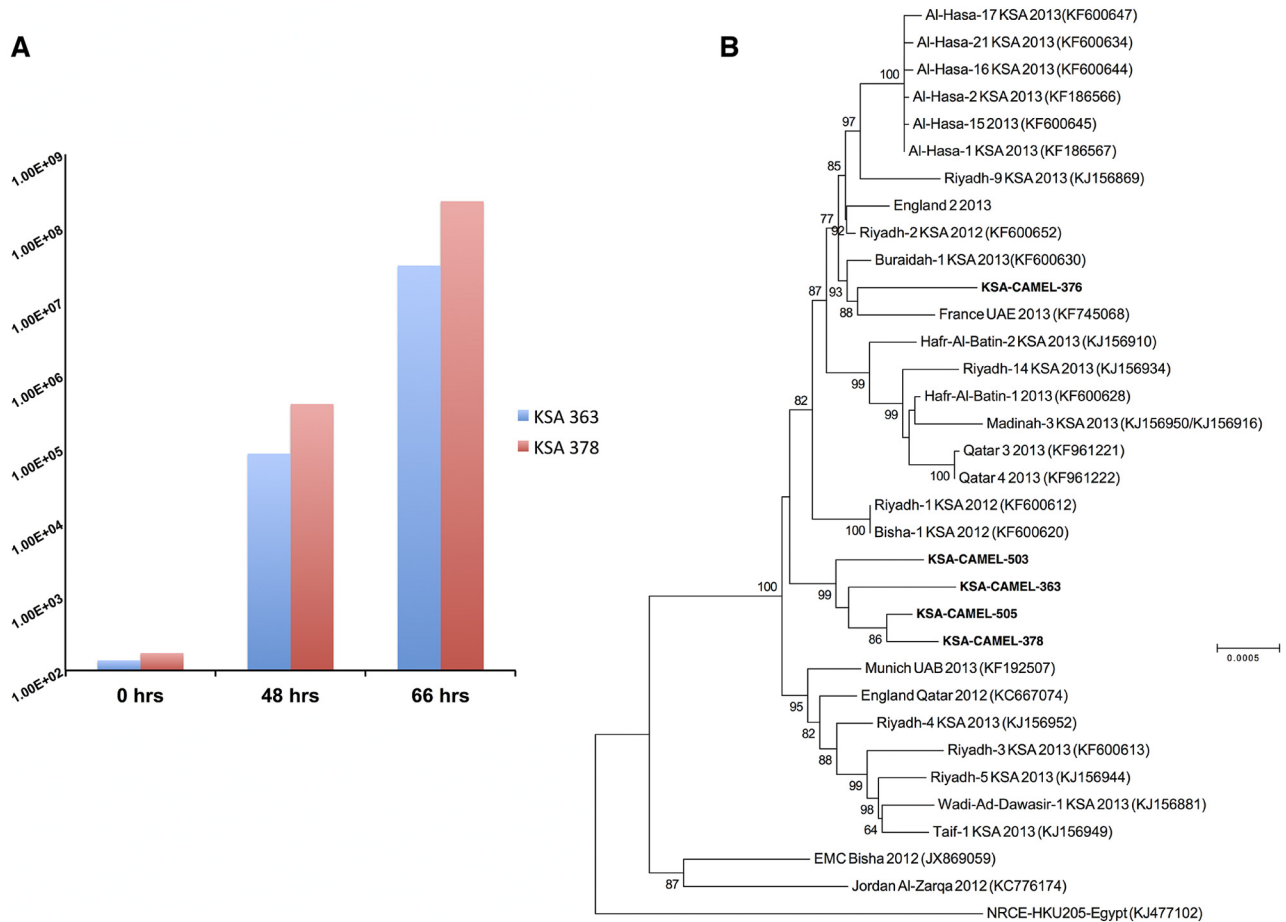 A
1.00E+09
1.00E+08
1.00E+07
1.00E+06
1.00E+05
1.00E+04
1.00E+03
1.00E+02
0 hrs
48 hrs
66 hrs
KSA 363
KSA 378
B
Al-Hasa-17 KSA 2013(KF600647)
Al-Hasa-21 KSA 2013 (KF600634)
Al-Hasa-16 KSA 2013 (KF600644)
Al-Hasa-2 KSA 2013 (KF186566)
Al-Hasa-15 2013 (KF600645)
Al-Hasa-1 KSA 2013 (KF186567)
Riyadh-9 KSA 2013 (KJ156869)
England 2 2013
Riyadh-2 KSA 2012 (KF600652)
Buraidah-1 KSA 2013(KF600630)
KSA-CAMEL-376
France UAE 2013 (KF745068)
Hafr-Al-Batin-2 KSA 2013 (KJ156910)
Riyadh-14 KSA 2013 (KJ156934)
Hafr-Al-Batin-1 2013 (KF600628)
Madinah-3 KSA 2013 (KJ156950/KJ156916)
Qatar 3 2013 (KF961221)
Qatar 4 2013 (KF961222)
Riyadh-1 KSA 2012 (KF600612)
Bisha-1 KSA 2012 (KF600620)
KSA-CAMEL-503
KSA-CAMEL-363
KSA-CAMEL-505
KSA-CAMEL-378
Munich UAB 2013 (KF192507)
England Qatar 2012 (KC667074)
Riyadh-4 KSA 2013 (KJ156952)
Riyadh-3 KSA 2013 (KF600613)
Riyadh-5 KSA 2013 (KJ156944)
Wadi-Ad-Dawasir-1 KSA 2013 (KJ156881)
Taif-1 KSA 2013 (KJ156949)
EMC Bisha 2012 (JX869059)
Jordan Al-Zarqa 2012 (KC776174)
NRCE-HKU205-Egypt (KJ477102)
100
97
85
77
92
87
93
88
99
99
82
100
100
100
99
86
95
82
88
99
98
64
87
0.0005